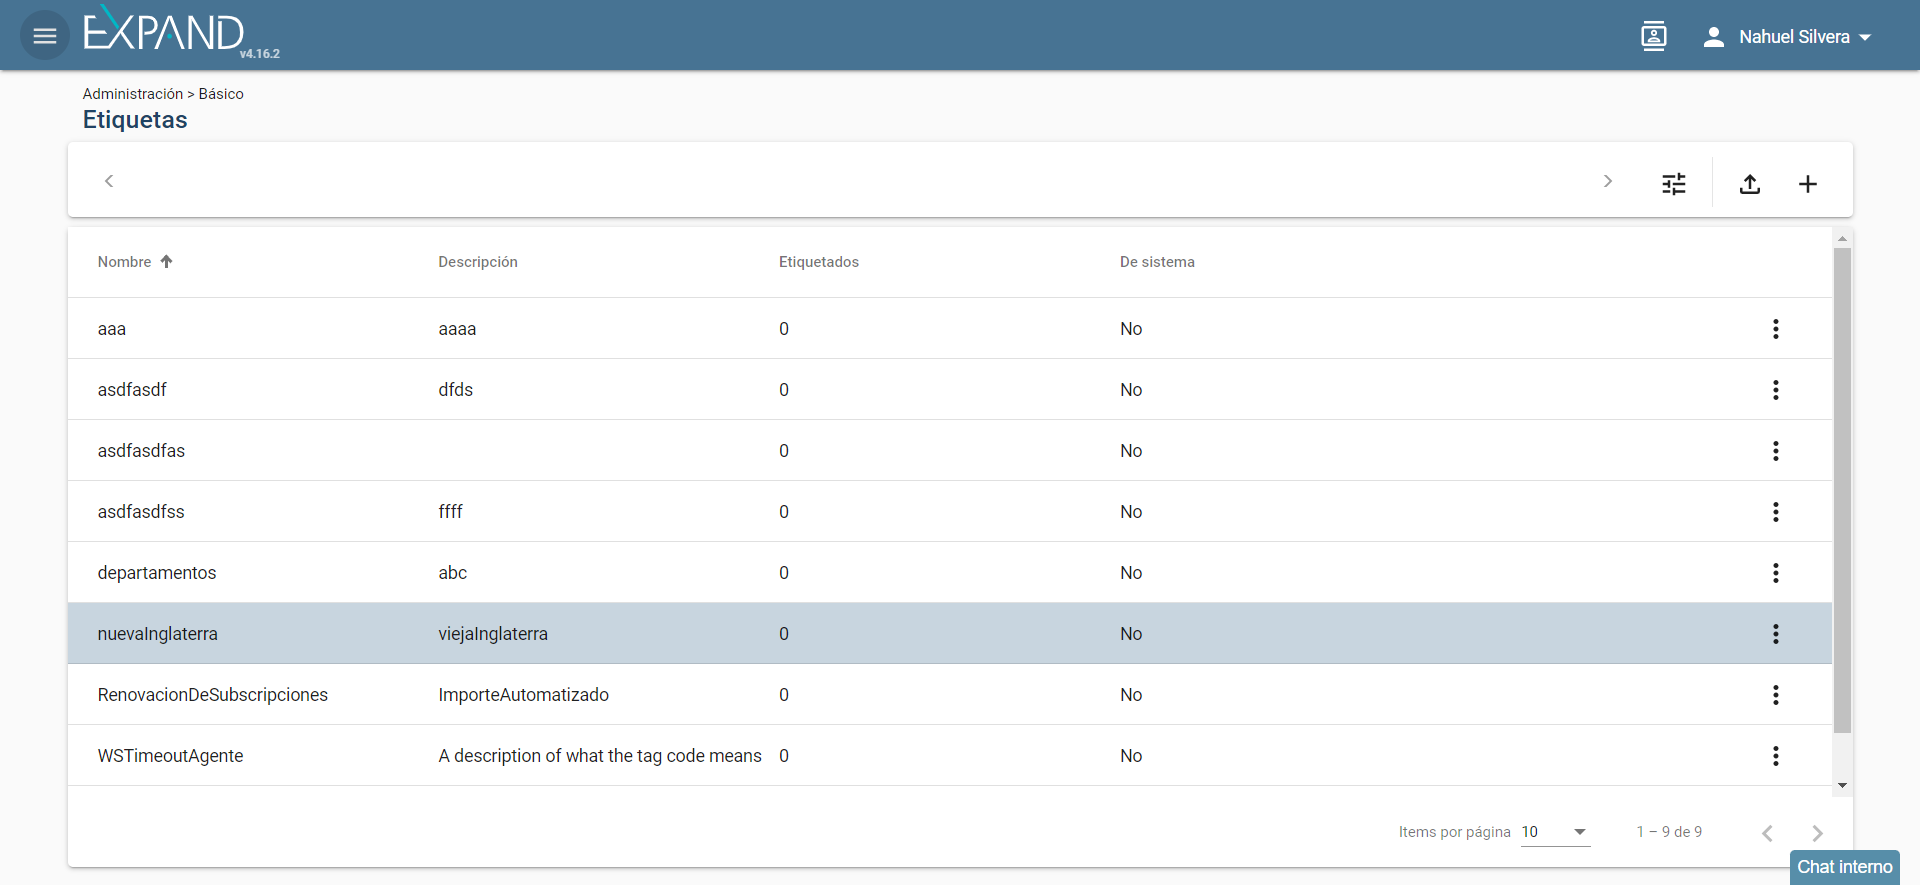 EXPAND v4.16.2
Nahuel Silvera
Administración > Básico
Etiquetas
Nombre Descripción Etiquetados De sistema
aaa aaaa 0 No
asdfasdf dfds 0 No
asdfasdfas 0 No
asdfasdfss ffff 0 No
departamentos abc 0 No
nuevaInglaterra viejaInglaterra 0 No
RenovacionDeSubscripciones ImporteAutomatizado 0 No
WSTimeoutAgente A description of what the tag code means 0 No
Items por página 10 1 – 9 de 9
Chat interno